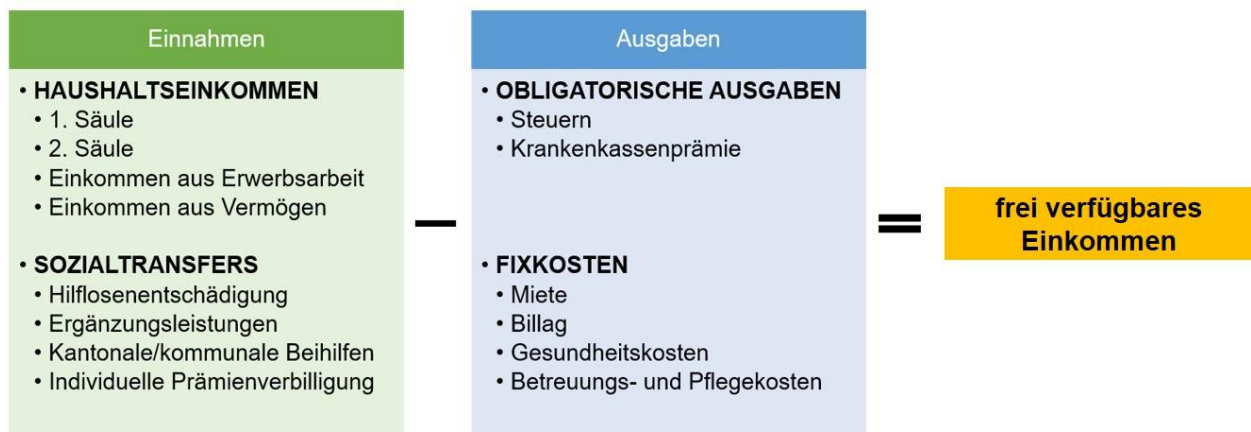 Einnahmen
• HAUSHALTSEINKOMMEN
• 1. Säule
• 2. Säule
• Einkommen aus Erwerbsarbeit
• Einkommen aus Vermögen
• SOZIALTRANSFERS
• Hilflosenentschädigung
• Ergänzungsleistungen
• Kantonale/kommunale Beihilfen
• Individuelle Prämienverbilligung
–
Ausgaben
• OBLIGATORISCHE AUSGABEN
• Steuern
• Krankenkassenprämie
• FIXKOSTEN
• Miete
• Billag
• Gesundheitskosten
• Betreuungs- und Pflegekosten
=
frei verfügbares
Einkommen